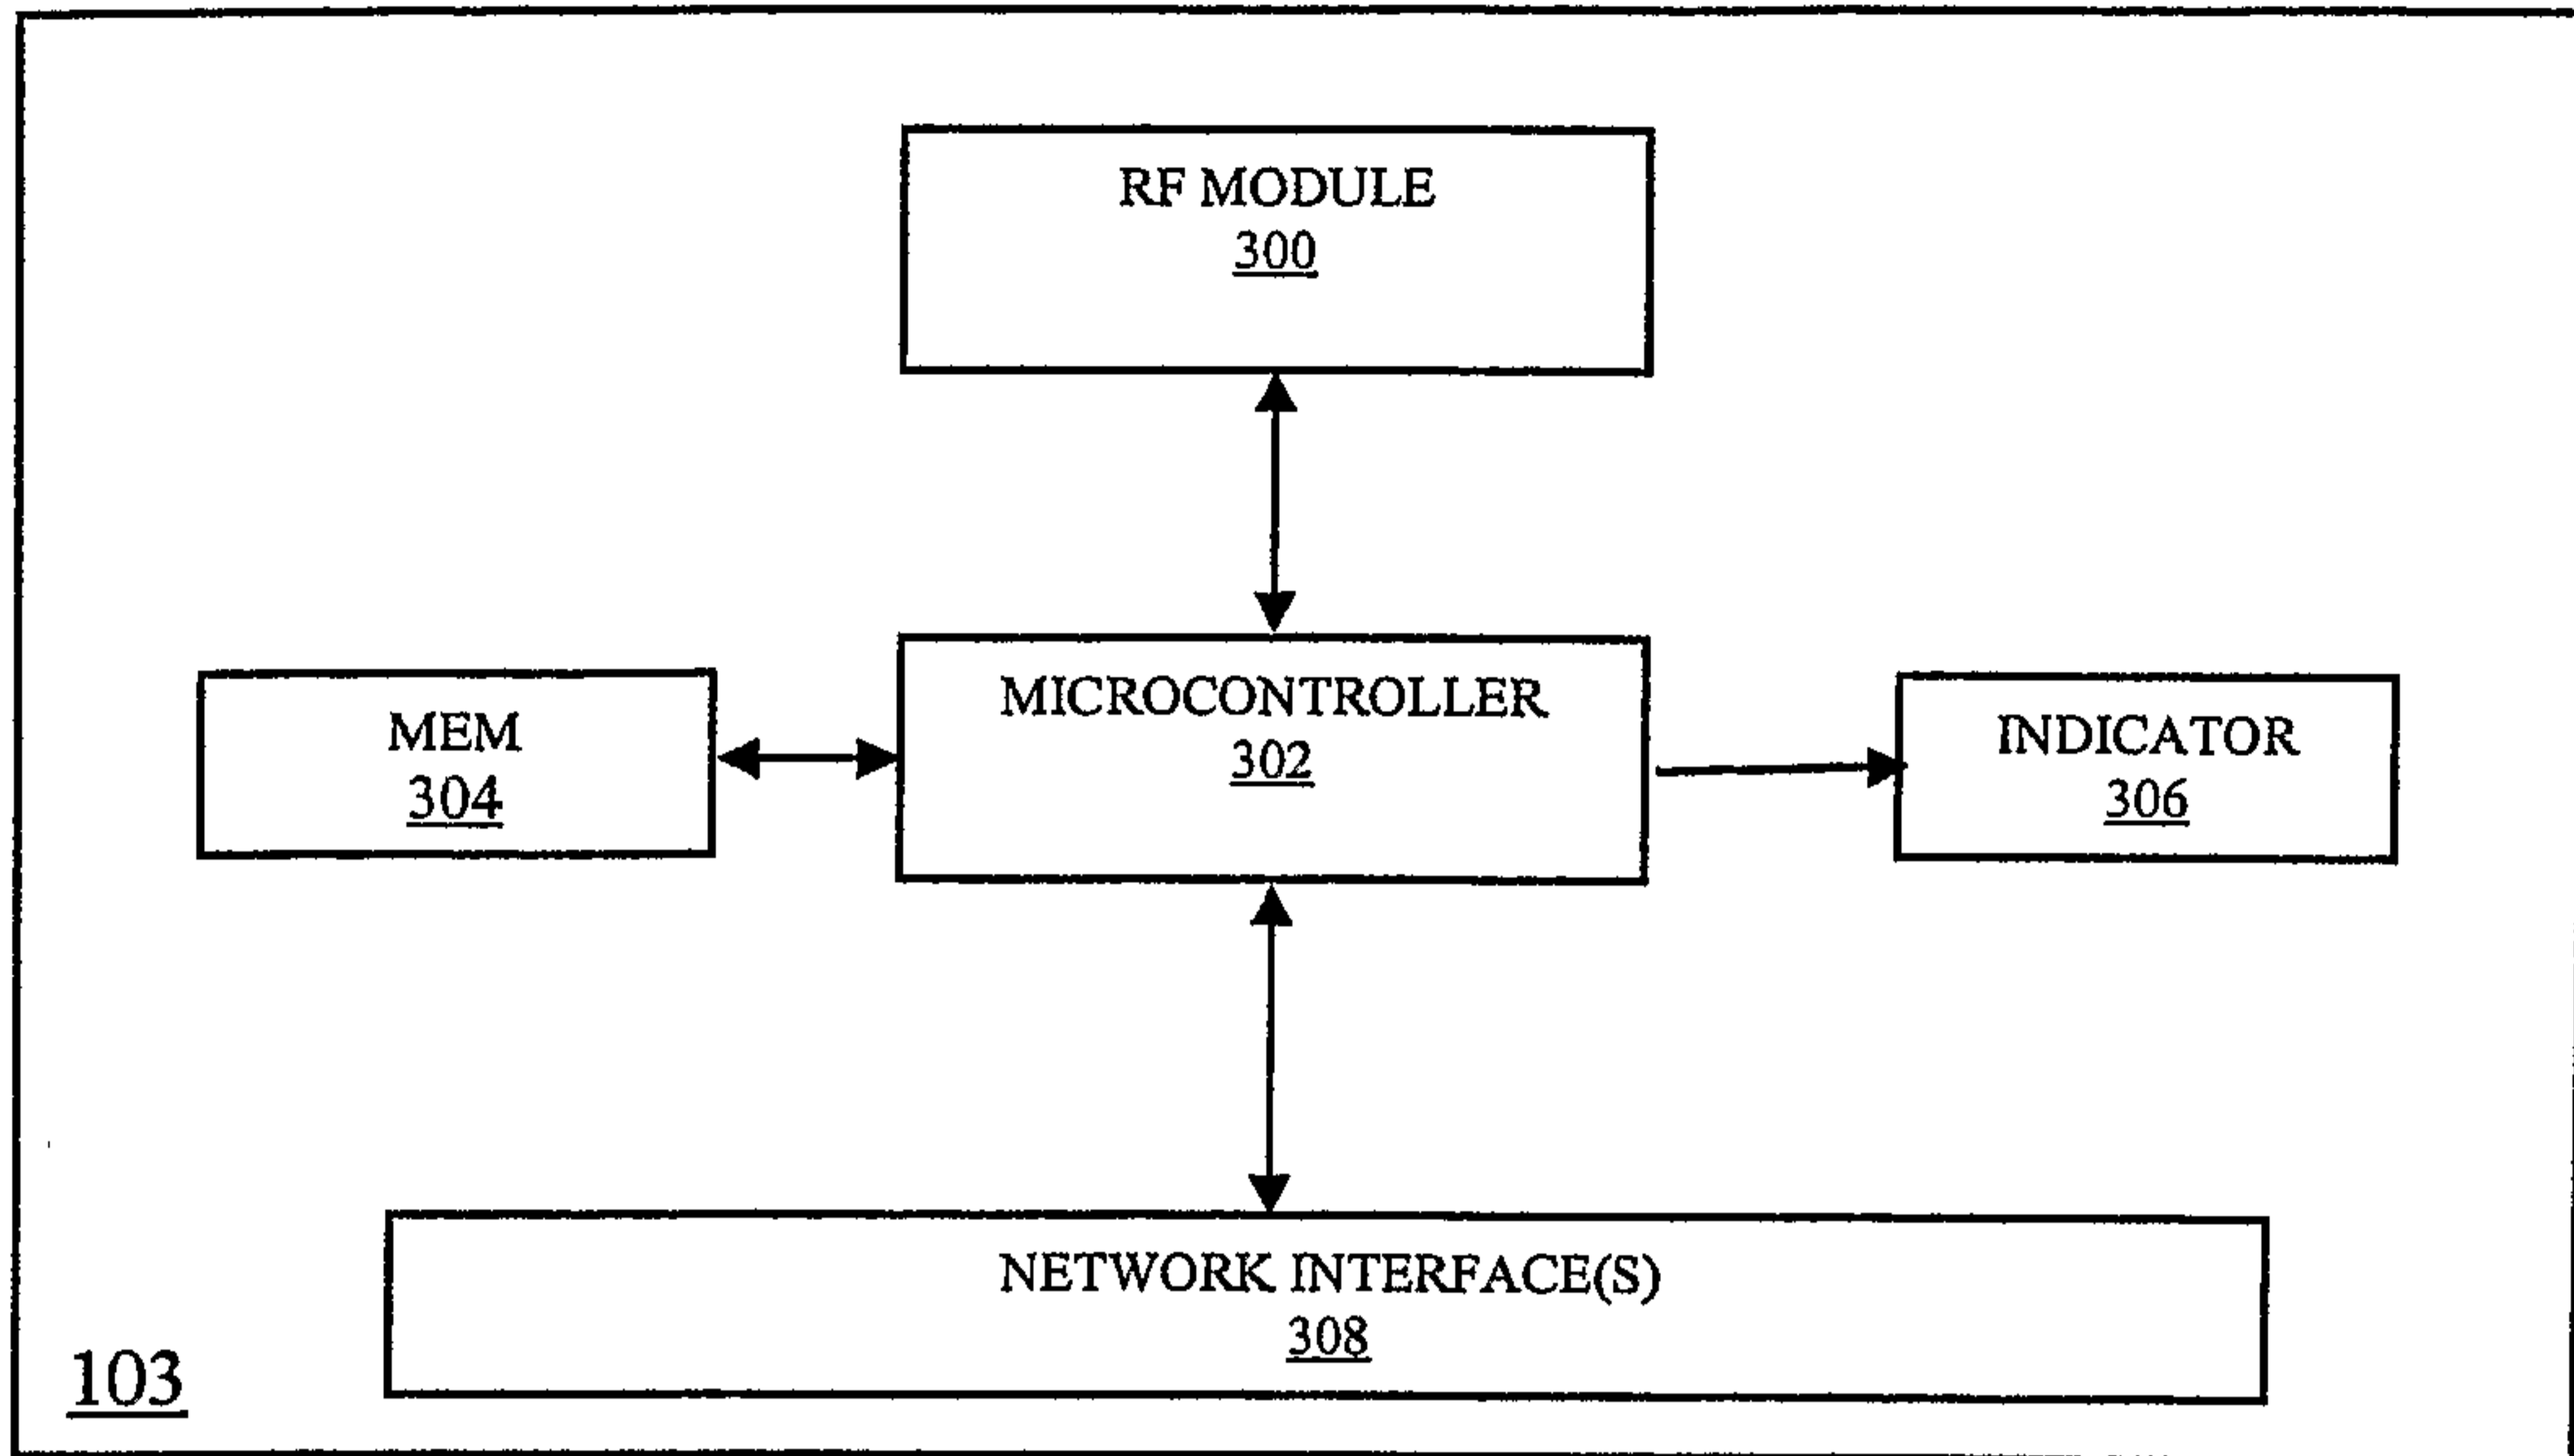 RF MODULE
300
MEM
304
MICROCONTROLLER
302
INDICATOR
306
NETWORK INTERFACE(S)
308
103